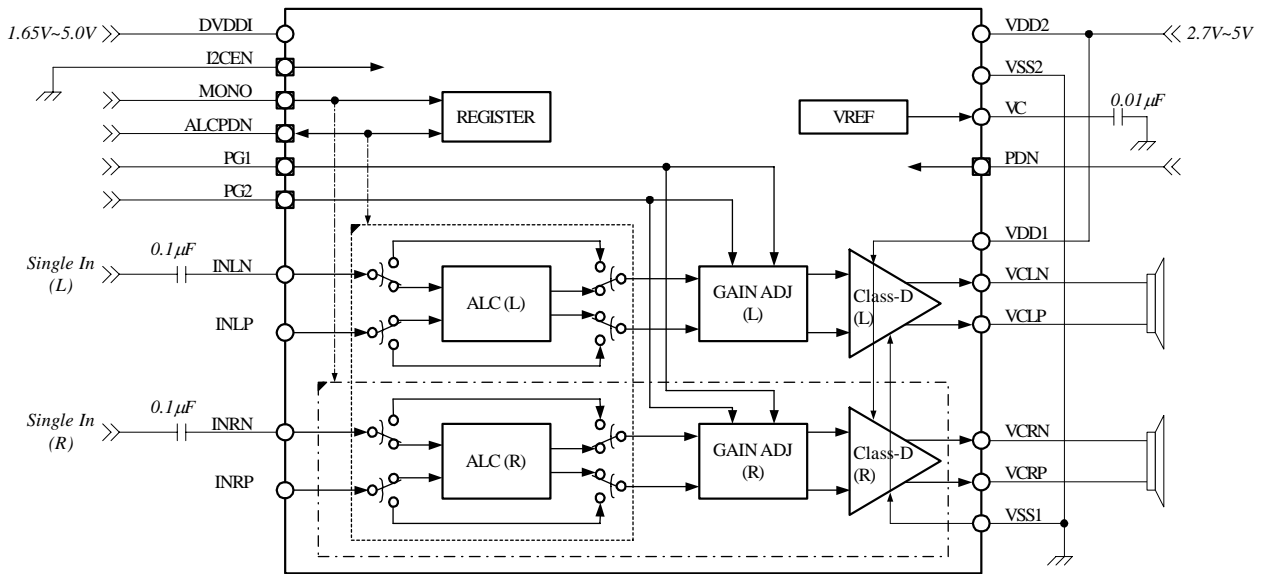 1.65V~5.0V
DVDDI
I2CEN
MONO
ALCPDN
PG1
PG2
REGISTER
VREF
VDD2
2.7V~5V
VSS2
VC
0.01μF
PDN
Single In
(L)
0.1μF
INLN
INLP
ALC (L)
GAIN ADJ
(L)
Class-D
(L)
VDD1
VCLN
VCLP
Single In
(R)
0.1μF
INRN
INRP
ALC (R)
GAIN ADJ
(R)
Class-D
(R)
VCRN
VCRP
VSS1